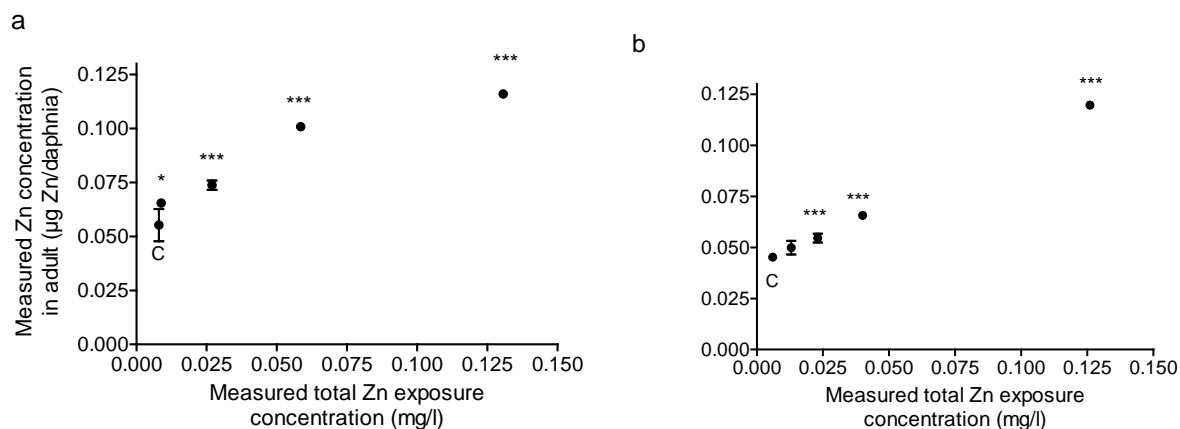 a
Measured Zn concentration
in adult (µg Zn/daphnia)
0.125
0.100
0.075
0.050
0.025
0.000
***
***
***
*
C
0.000 0.025 0.050 0.075 0.100 0.125 0.150
Measured total Zn exposure
concentration (mg/l)
b
0.125
0.100
0.075
0.050
0.025
0.000
***
***
***
C
0.000 0.025 0.050 0.075 0.100 0.125 0.150
Measured total Zn exposure
concentration (mg/l)